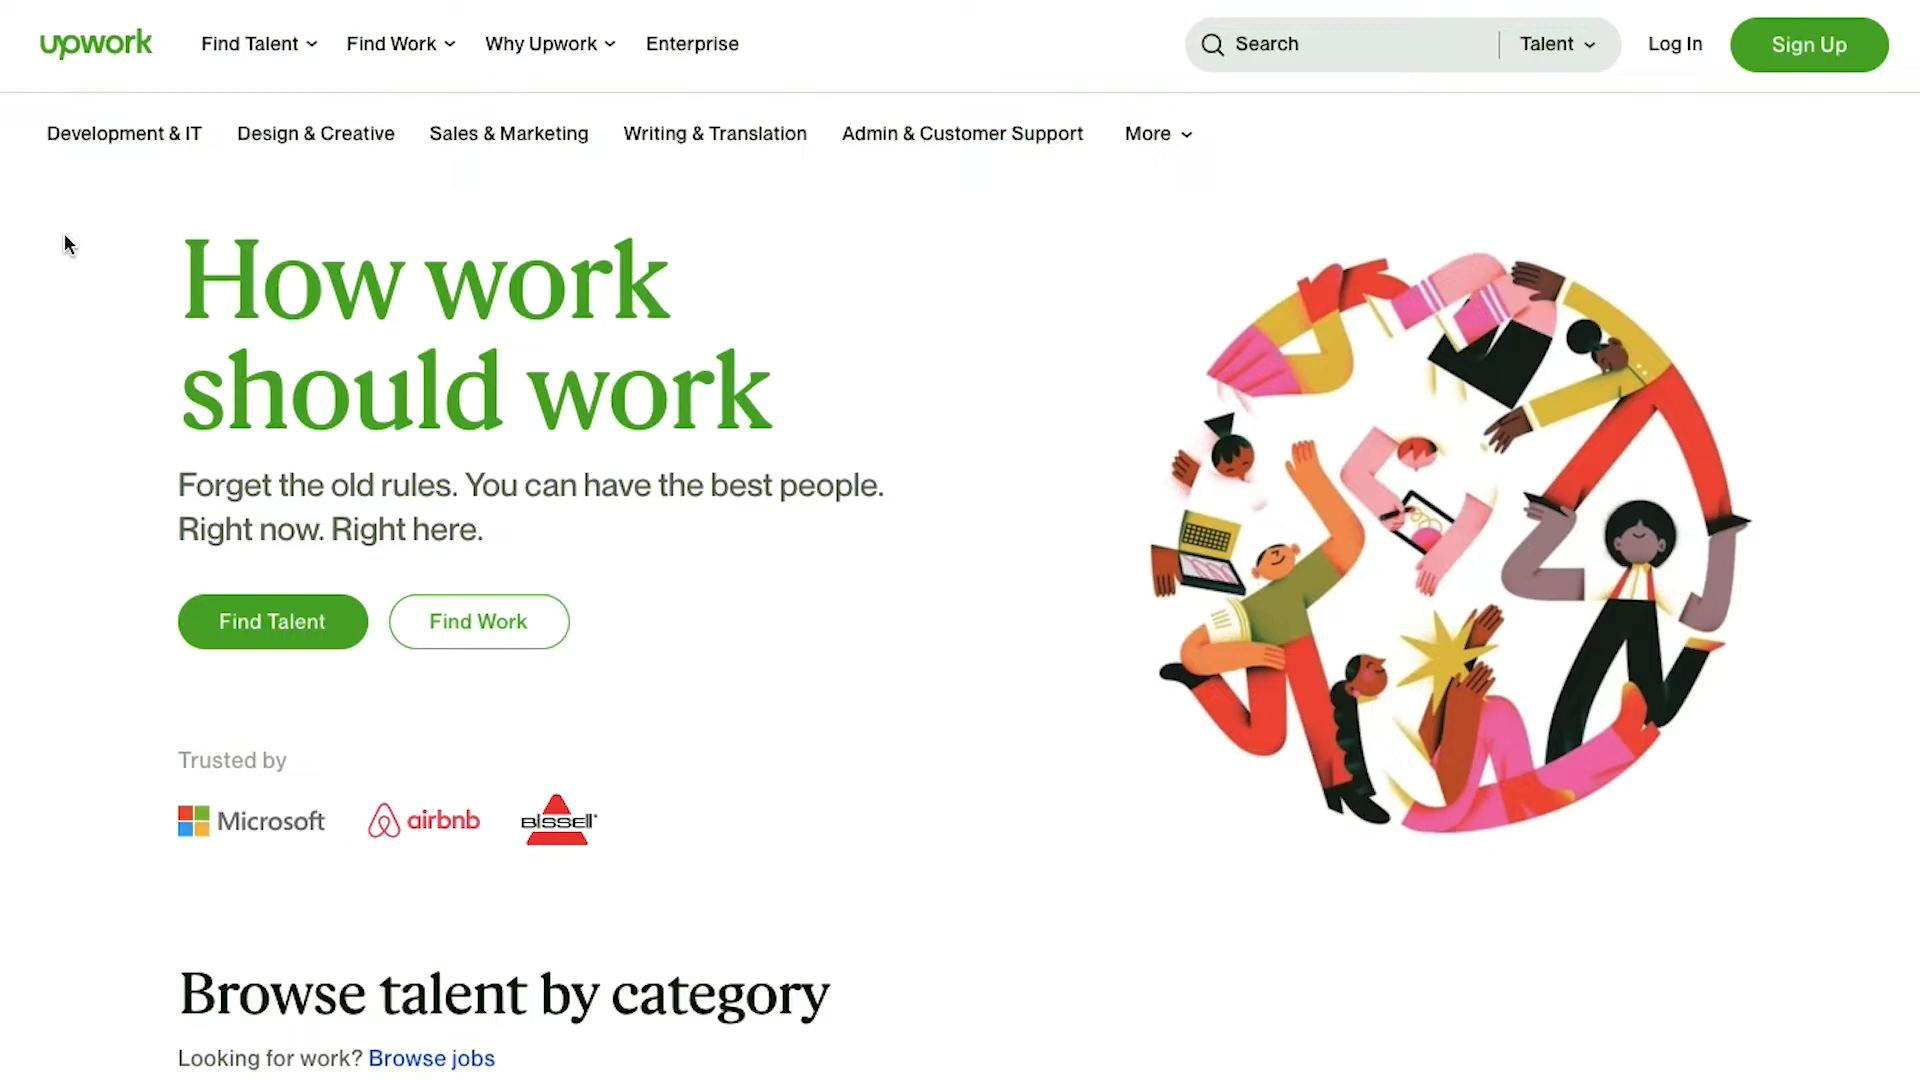 upwork
Find Talent
Find Work
Why Upwork
Enterprise
Search
Talent
Log In
Sign Up
Development & IT
Design & Creative
Sales & Marketing
Writing & Translation
Admin & Customer Support
More
How work
should work
Forget the old rules. You can have the best people.
Right now. Right here.
Find Talent
Find Work
Trusted by
Microsoft
airbnb
BISSELL
Browse talent by category
Looking for work? Browse jobs